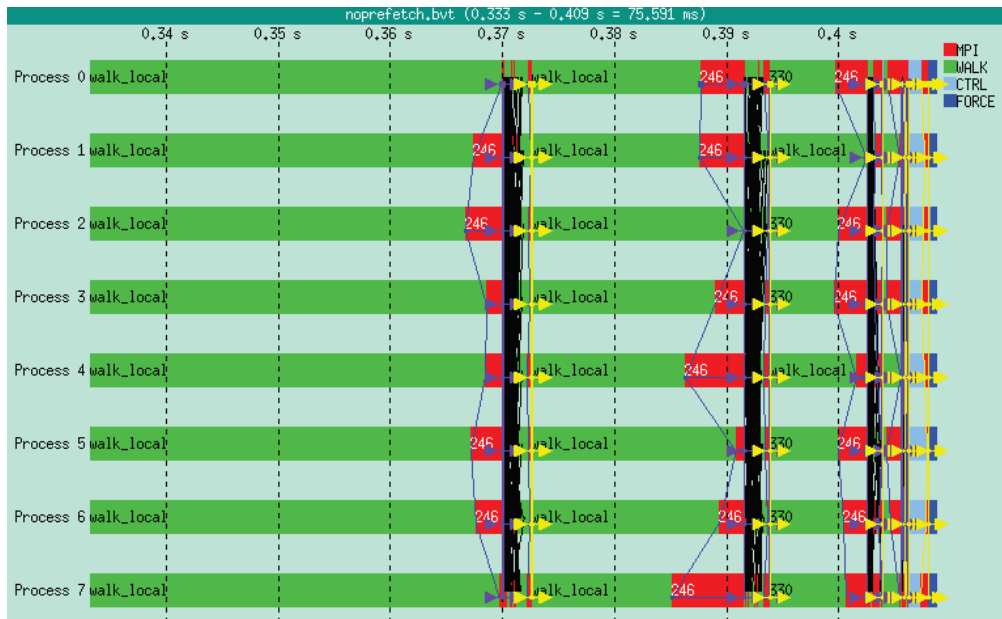 noprefetch.bvt (0.333 s - 0.409 s = 75.591 ms)
0.34 s 0.35 s 0.36 s 0.37 s 0.38 s 0.39 s 0.4 s
MPI
WALK
CTRL
FORCE
Process 0 walk_local walk_local 246 330 246
Process 1 walk_local 246 walk_local 246 walk_local
Process 2 walk_local 246 walk_local 330 246
Process 3 walk_local walk_local 246 330 246
Process 4 walk_local walk_local 246 walk_local
Process 5 walk_local 246 walk_local 330 246
Process 6 walk_local 246 walk_local 246 330 246
Process 7 walk_local walk_local 246 330